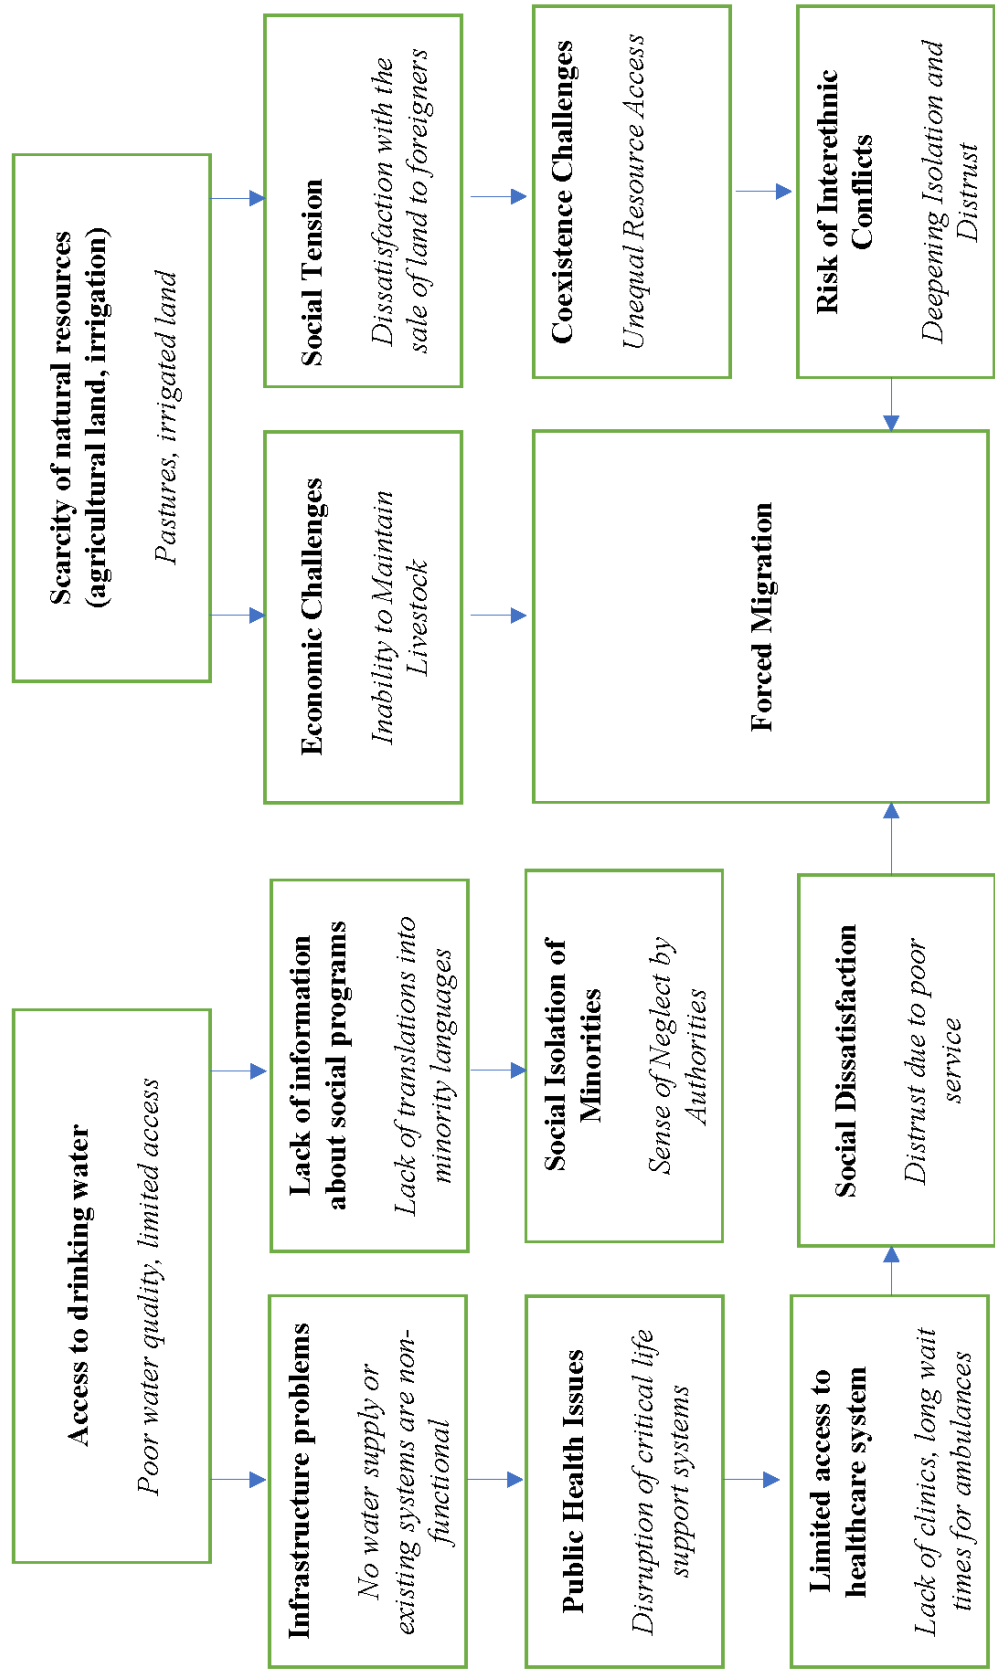 Access to drinking water
Poor water quality, limited access
Scarcity of natural resources
(agricultural land, irrigation)
Pastures, irrigated land
Infrastructure problems
No water supply or
existing systems are non-
functional
Lack of information
about social programs
Lack of translations into
minority languages
Economic Challenges
Inability to Maintain
Livestock
Social Tension
Dissatisfaction with the
sale of land to foreigners
Public Health Issues
Disruption of critical life
support systems
Social Isolation of
Minorities
Sense of Neglect by
Authorities
Forced Migration
Coexistence Challenges
Unequal Resource Access
Limited access to
healthcare system
Lack of clinics, long wait
times for ambulances
Social Dissatisfaction
Distrust due to poor
service
Risk of Interethnic
Conflicts
Deepening Isolation and
Distrust